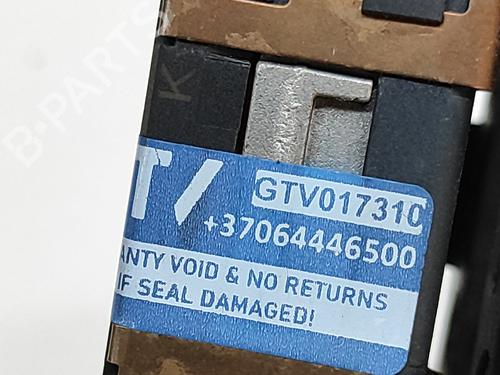 B-PARTS
K
T/
GTV017310
+37064446500
ANTY VOID & NO RETURNS
IF SEAL DAMAGED!